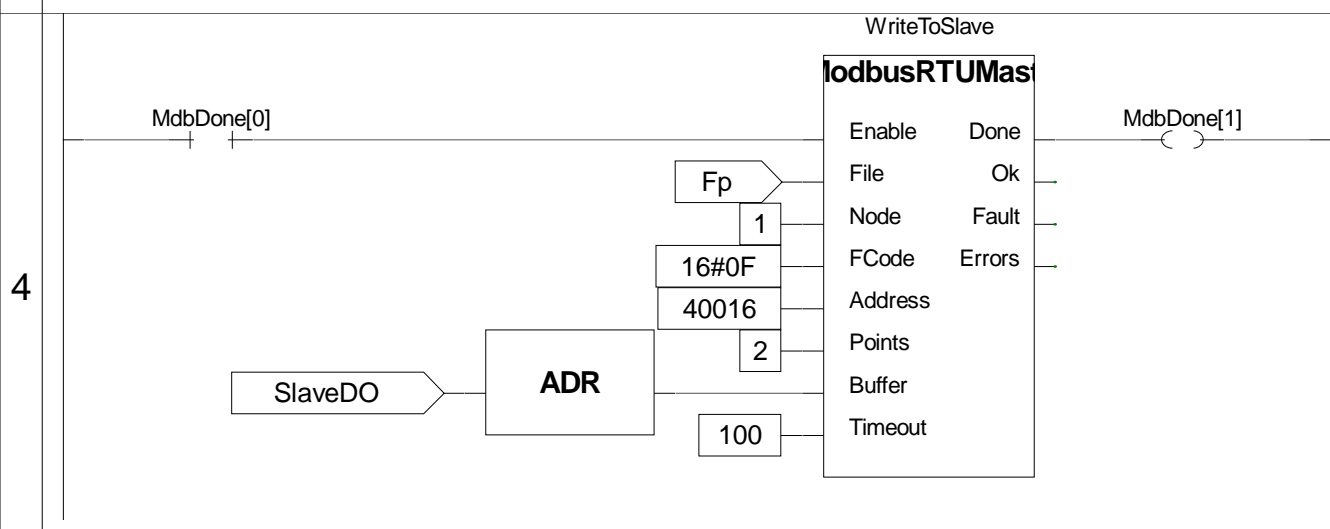 WriteToSlave
lodbusRTUMast
MdbDone[0]
MdbDone[1]
Enable Done
Fp File Ok
1 Node Fault
16#0F FCode Errors
4
40016 Address
2 Points
SlaveDO ADR Buffer
100 Timeout